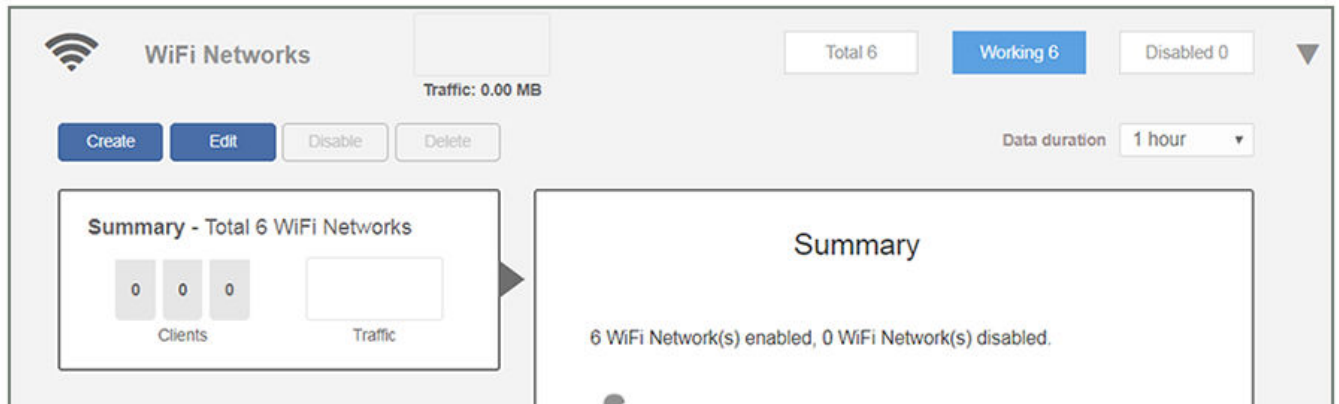 WiFi Networks
Total 6
Working 6
Disabled 0
Traffic: 0.00 MB
Create
Edit
Disable
Delete
Data duration
1 hour
Summary - Total 6 WiFi Networks
0 0 0
Clients
Traffic
Summary
6 WiFi Network(s) enabled, 0 WiFi Network(s) disabled.